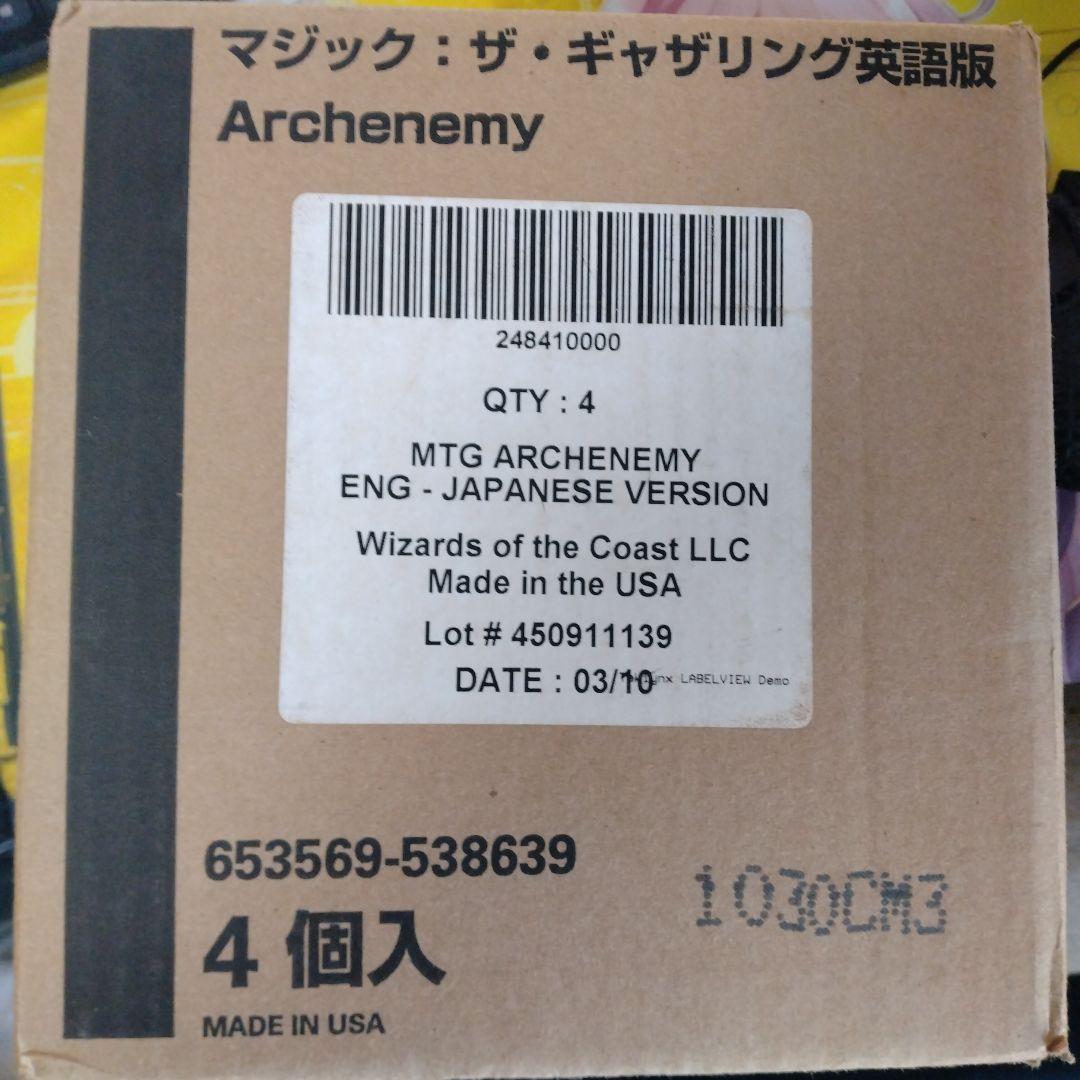 マジック：ザ・ギャザリング英語版
Archenemy
248410000
QTY : 4
MTG ARCHENEMY
ENG - JAPANESE VERSION
Wizards of the Coast LLC
Made in the USA
Lot # 450911139
DATE : 03/10
LABELVIEW Demo
653569-538639
1030CM3
4 個入
MADE IN USA